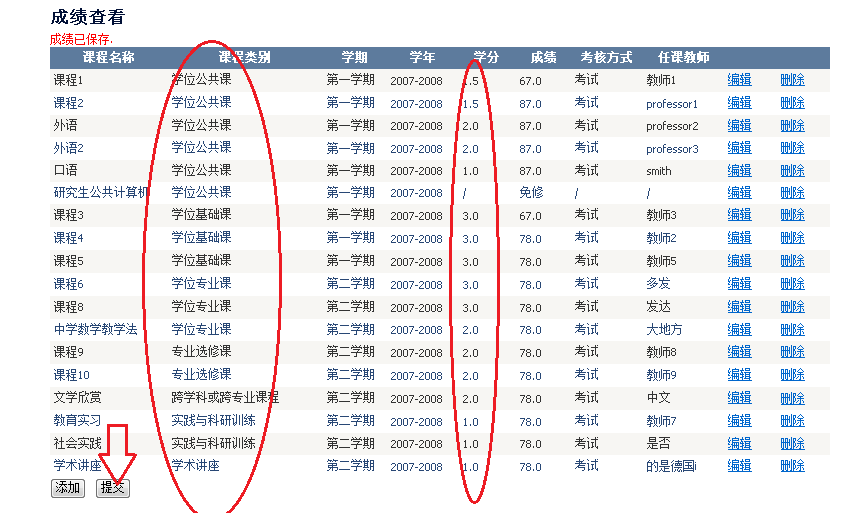 成绩查看
成绩已保存.
课程名称 课程类别 学期 学年 学分 成绩 考核方式 任课教师
课程1 学位公共课 第一学期 2007-2008 1.5 67.0 考试 教师1 编辑 删除
课程2 学位公共课 第一学期 2007-2008 1.5 87.0 考试 professor1 编辑 删除
外语 学位公共课 第一学期 2007-2008 2.0 87.0 考试 professor2 编辑 删除
外语2 学位公共课 第一学期 2007-2008 2.0 87.0 考试 professor3 编辑 删除
口语 学位公共课 第一学期 2007-2008 1.0 87.0 考试 smith 编辑 删除
研究生公共计算机 学位公共课 第一学期 2007-2008 / 免修 / / 编辑 删除
课程3 学位基础课 第一学期 2007-2008 3.0 67.0 考试 教师3 编辑 删除
课程4 学位基础课 第一学期 2007-2008 3.0 78.0 考试 教师2 编辑 删除
课程5 学位基础课 第一学期 2007-2008 3.0 78.0 考试 教师5 编辑 删除
课程6 学位专业课 第二学期 2007-2008 3.0 78.0 考试 多发 编辑 删除
课程8 学位专业课 第二学期 2007-2008 3.0 78.0 考试 发达 编辑 删除
中学数学教学法 学位专业课 第二学期 2007-2008 2.0 78.0 考试 大地方 编辑 删除
课程9 专业选修课 第二学期 2007-2008 2.0 78.0 考试 教师8 编辑 删除
课程10 专业选修课 第二学期 2007-2008 2.0 78.0 考试 教师9 编辑 删除
文学欣赏 跨学科或跨专业课程 第二学期 2007-2008 2.0 78.0 考试 中文 编辑 删除
教育实习 实践与科研训练 第二学期 2007-2008 1.0 78.0 考试 教师7 编辑 删除
社会实践 实践与科研训练 第二学期 2007-2008 1.0 78.0 考试 是否 编辑 删除
学术讲座 学术讲座 第二学期 2007-2008 1.0 78.0 考试 的是德国i 编辑 删除
添加 提交